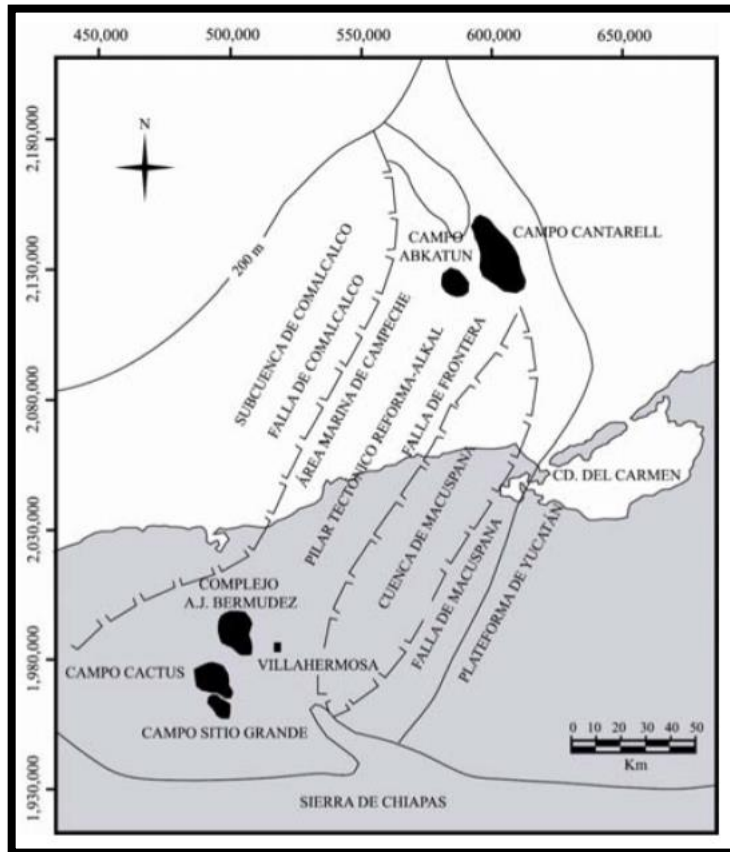 450,000
500,000
550,000
600,000
650,000
2,180,000
2,130,000
2,080,000
2,030,000
1,980,000
1,930,000
N
200 m
CAMPO CANTARELL
CAMPO
ABKATUN
SUBCUENCA DE COMALCALCO
FALLA DE COMALCALCO
ÁREA MARINA DE CAMPECHE
PILAR TECTÓNICO REFORMA-ALKAL
FALLA DE FRONTERA
CUENCA DE MACUSPANA
FALLA DE MACUSPANA
PLATEFORMA DE YUCATÁN
CD. DEL CARMEN
COMPLEJO
A.J. BERMUDEZ
VILLAHERMOSA
CAMPO CACTUS
CAMPO SITIO GRANDE
0 10 20 30 40 50
Km
SIERRA DE CHIAPAS